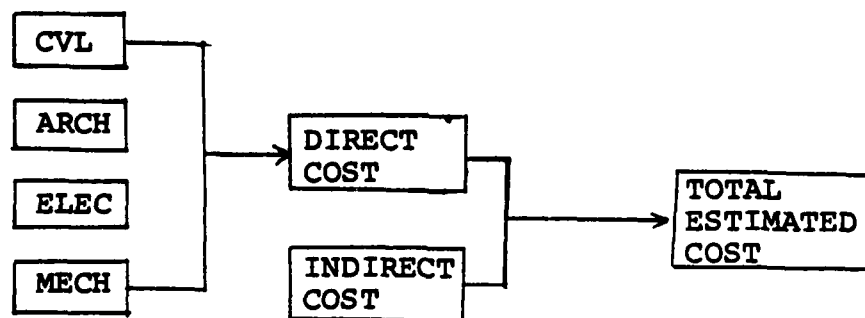 CVL
ARCH
ELEC
MECH
DIRECT
COST
INDIRECT
COST
TOTAL
ESTIMATED
COST